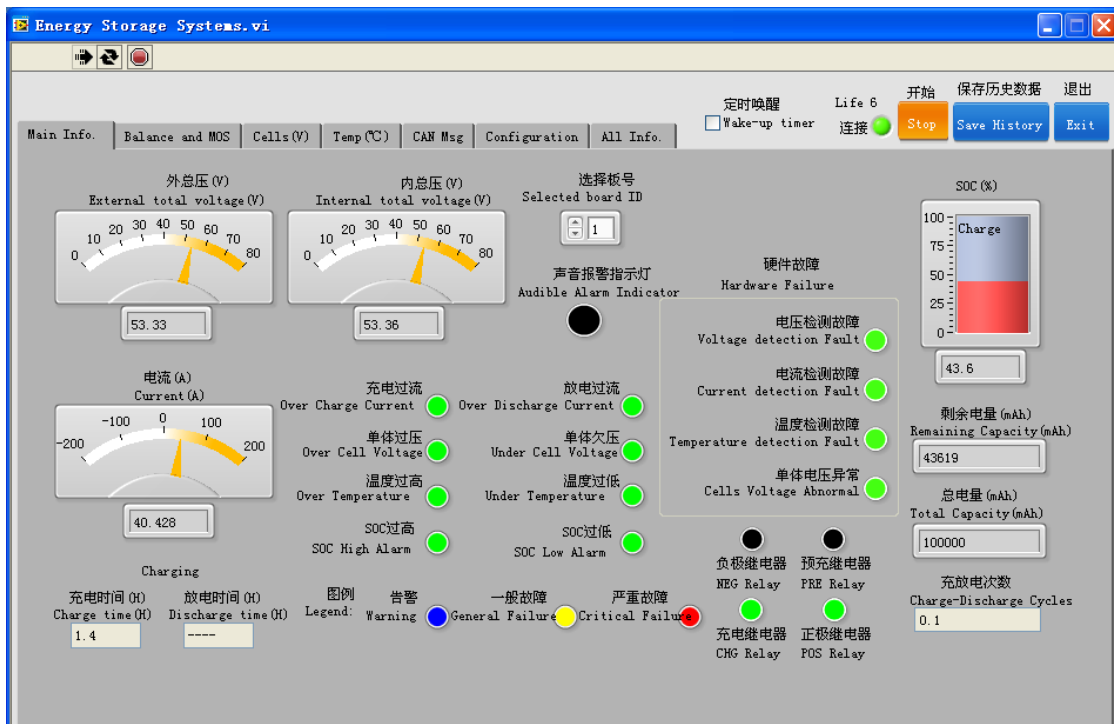 Energy Storage Systems.vi
定时唤醒
Wake-up timer
Life 6
连接
开始
Stop
保存历史数据
Save History
退出
Exit
Main Info.
Balance and MOS
Cells(V)
Temp(℃)
CAN Msg
Configuration
All Info.
外总压(V)
External total voltage(V)
0 10 20 30 40 50 60 70 80
53.33
内总压(V)
Internal total voltage(V)
0 10 20 30 40 50 60 70 80
53.36
选择板号
Selected board ID
1
声音报警指示灯
Audible Alarm Indicator
硬件故障
Hardware Failure
电压检测故障
Voltage detection Fault
电流检测故障
Current detection Fault
温度检测故障
Temperature detection Fault
单体电压异常
Cells Voltage Abnormal
SOC(%)
100
75
50
25
0
Charge
43.6
电流(A)
Current(A)
-200 -100 0 100 200
40.428
Charging
充电过流
Over Charge Current
放电过流
Over Discharge Current
单体过压
Over Cell Voltage
单体欠压
Under Cell Voltage
温度过高
Over Temperature
温度过低
Under Temperature
SOC过高
SOC High Alarm
SOC过低
SOC Low Alarm
剩余电量(mAh)
Remaining Capacity(mAh)
43619
总电量(mAh)
Total Capacity(mAh)
100000
充放电次数
Charge-Discharge Cycles
0.1
充电时间(H)
Charge time(H)
1.4
放电时间(H)
Discharge time(H)
----
图例
Legend:
告警
Warning
一般故障
General Failure
严重故障
Critical Failure
负极继电器
NEG Relay
预充继电器
PRE Relay
充电继电器
CHG Relay
正极继电器
POS Relay